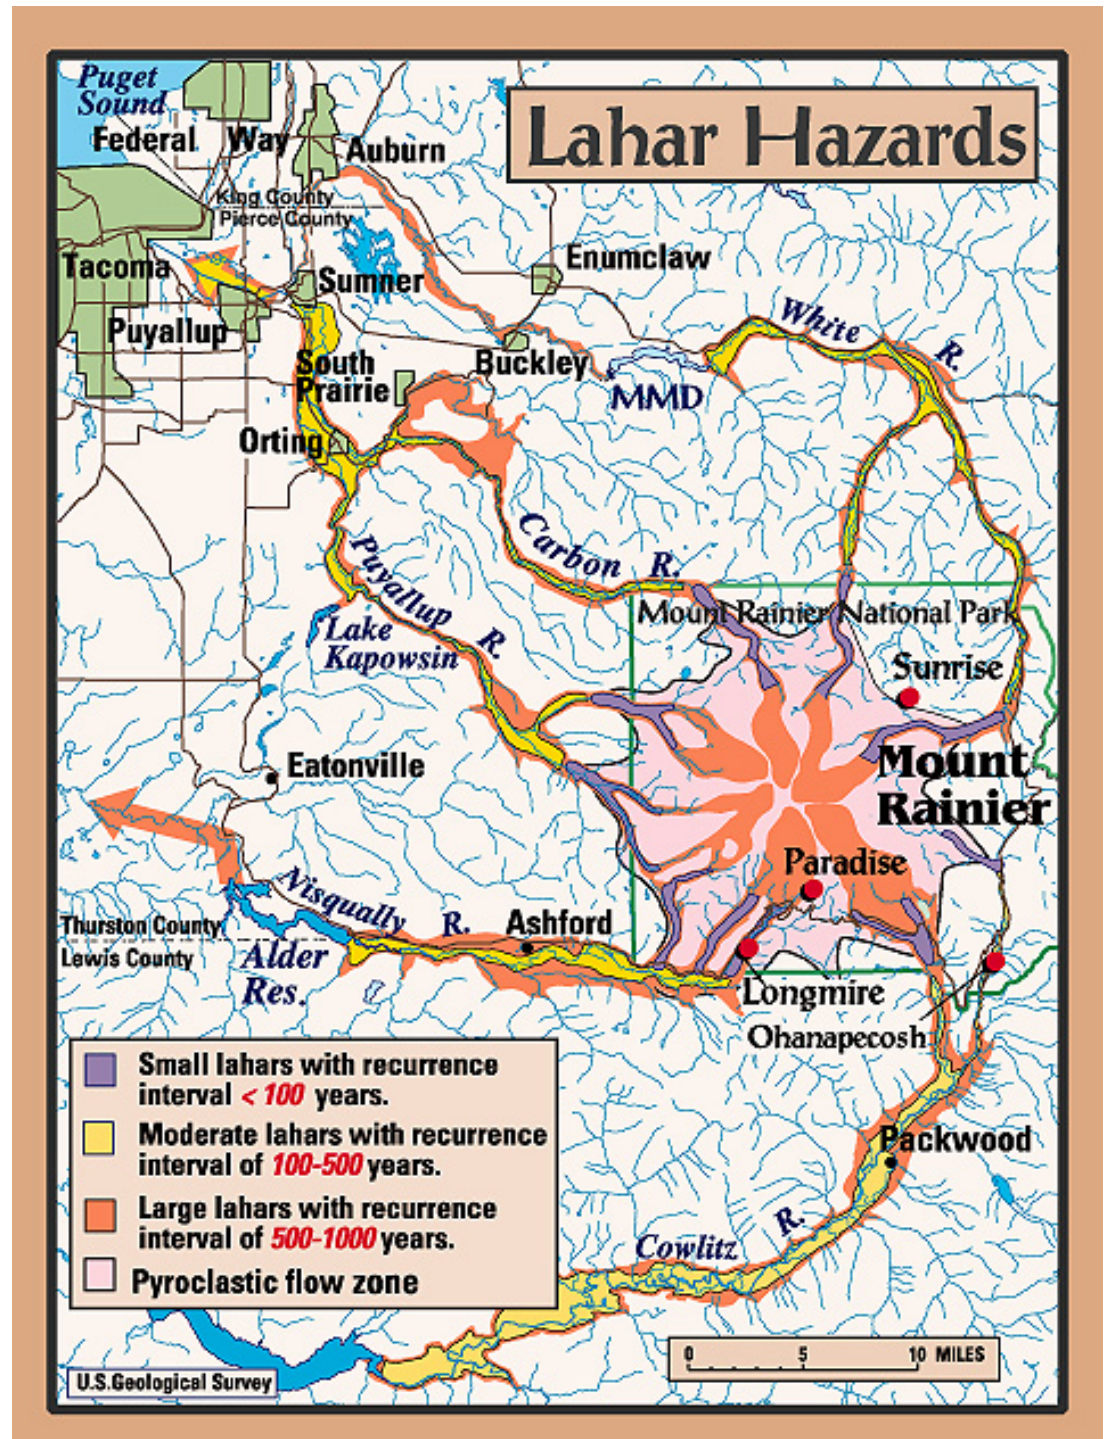 Puget
Sound
Lahar Hazards
Federal Way
Auburn
King County
Pierce County
Enumclaw
Tacoma
Sumner
Puyallup
White R.
South
Prairie
Buckley
MMD
Orting
Carbon R.
Puyallup R.
Mount Rainier National Park
Lake
Kapowsin
Sunrise
Eatonville
Mount
Rainier
Paradise
Nisqually R.
Ashford
Thurston County
Lewis County
Alder
Res.
Longmire
Ohanapecosh
Small lahars with recurrence
interval < 100 years.
Moderate lahars with recurrence
interval of 100-500 years.
Large lahars with recurrence
interval of 500-1000 years.
Pyroclastic flow zone
Packwood
Cowlitz R.
0 5 10 MILES
U.S.Geological Survey